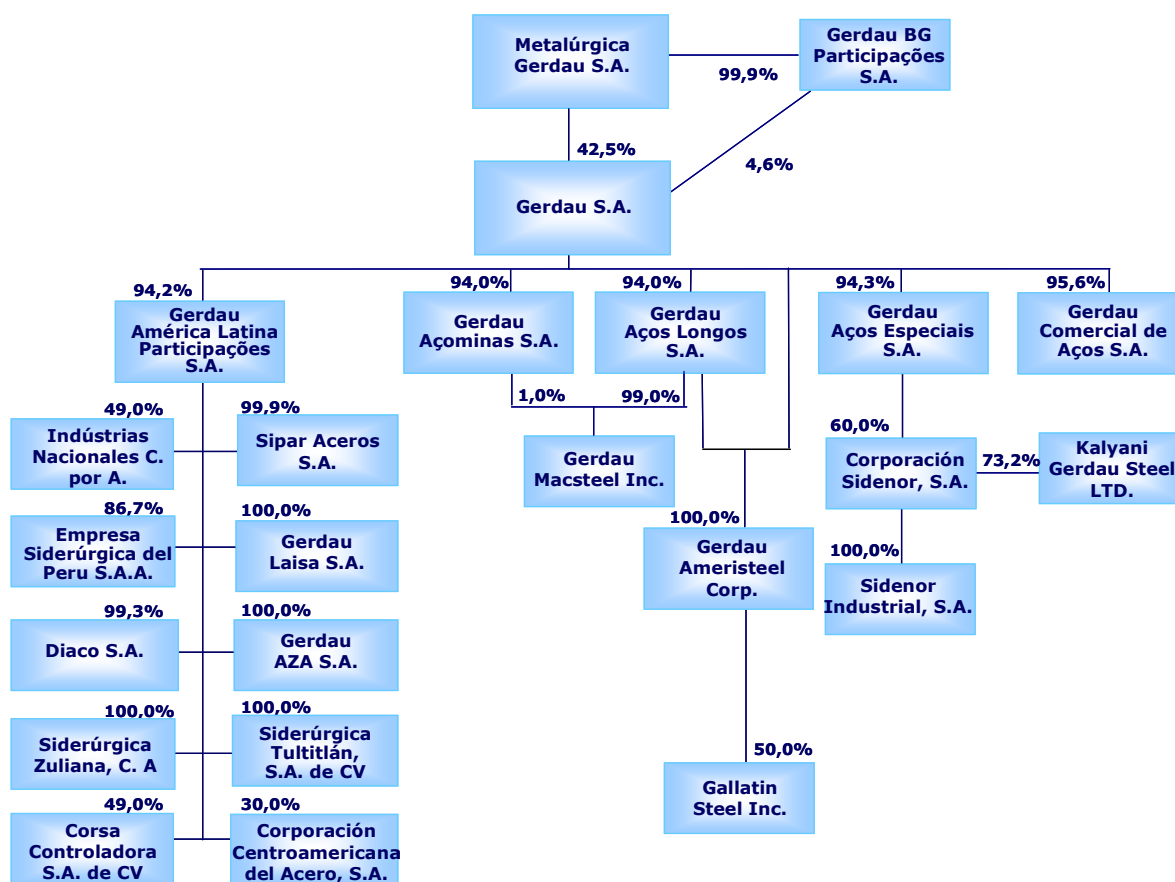 Metalúrgica
Gerdau S.A.
Gerdau BG
Participações
S.A.
99,9%
42,5%
4,6%
Gerdau S.A.
94,2%
94,0%
94,0%
94,3%
95,6%
Gerdau
América Latina
Participações
S.A.
Gerdau
Açominas S.A.
Gerdau
Aços Longos
S.A.
Gerdau
Aços Especiais
S.A.
Gerdau
Comercial de
Aços S.A.
1,0%
99,0%
49,0%
99,9%
60,0%
Indústrias
Nacionales C.
por A.
Sipar Aceros
S.A.
Gerdau
Macsteel Inc.
Corporación
Sidenor, S.A.
73,2%
Kalyani
Gerdau Steel
LTD.
86,7%
100,0%
100,0%
100,0%
Empresa
Siderúrgica del
Peru S.A.A.
Gerdau
Laisa S.A.
Gerdau
Ameristeel
Corp.
Sidenor
Industrial, S.A.
99,3%
100,0%
Diaco S.A.
Gerdau
AZA S.A.
100,0%
100,0%
Siderúrgica
Zuliana, C. A
Siderúrgica
Tultitlán,
S.A. de CV
50,0%
Gallatin
Steel Inc.
49,0%
30,0%
Corsa
Controladora
S.A. de CV
Corporación
Centroamericana
del Acero, S.A.